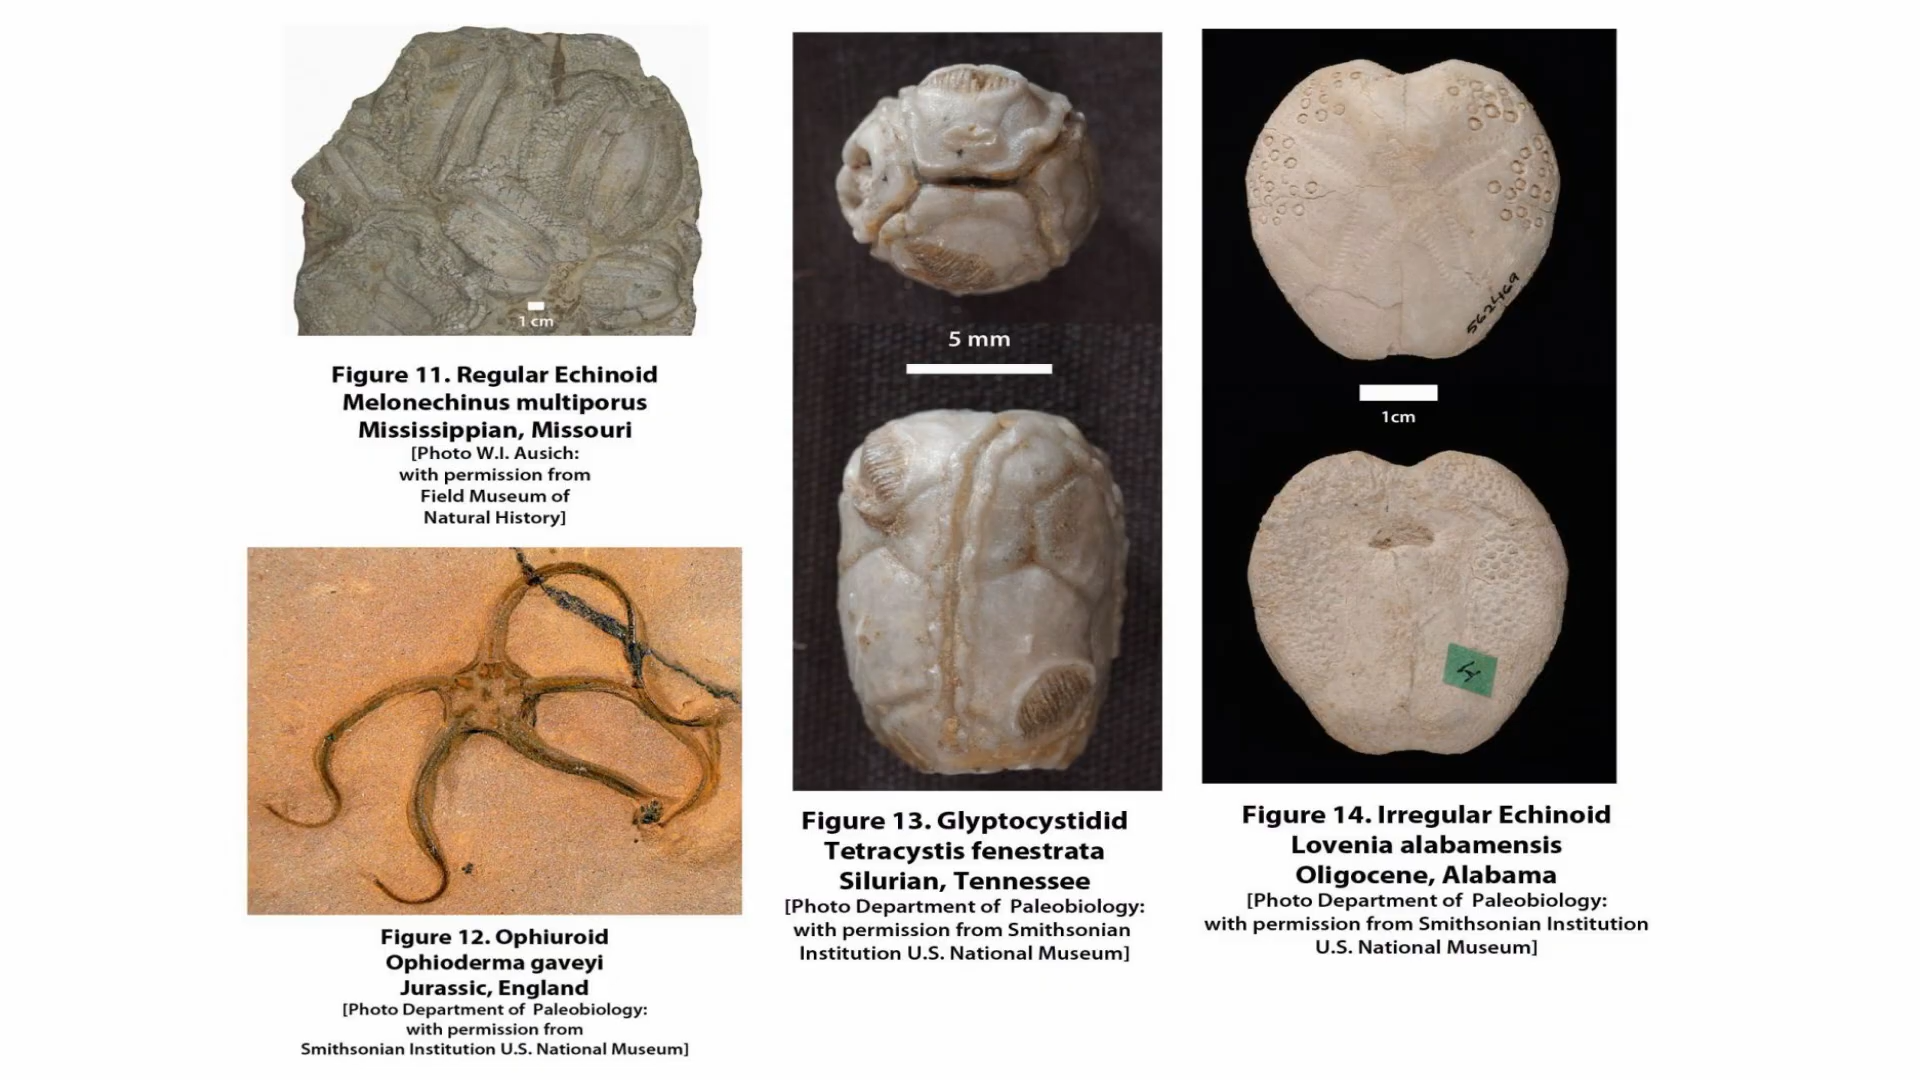 1 cm
Figure 11. Regular Echinoid
Melonechinus multiporus
Mississippian, Missouri
[Photo W.I. Ausich:
with permission from
Field Museum of
Natural History]
Figure 12. Ophiuroid
Ophioderma gaveyi
Jurassic, England
[Photo Department of Paleobiology:
with permission from
Smithsonian Institution U.S. National Museum]
5 mm
Figure 13. Glyptocystidid
Tetracystis fenestrata
Silurian, Tennessee
[Photo Department of Paleobiology:
with permission from Smithsonian
Institution U.S. National Museum]
562469
1cm
4
Figure 14. Irregular Echinoid
Lovenia alabamensis
Oligocene, Alabama
[Photo Department of Paleobiology:
with permission from Smithsonian Institution
U.S. National Museum]